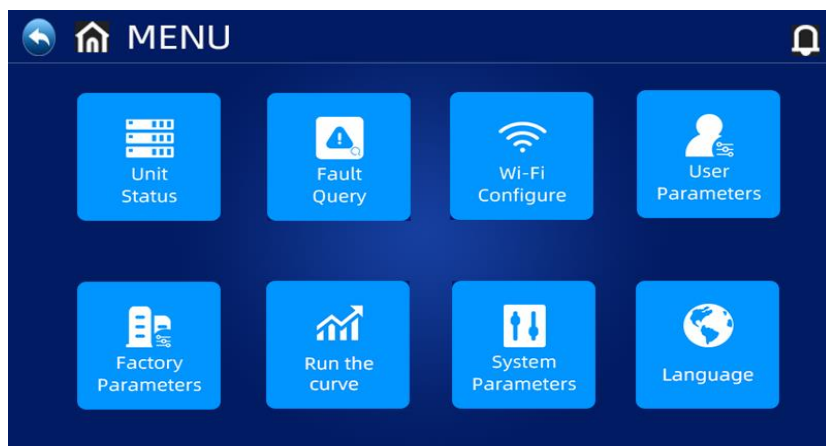 MENU
Unit
Status
Fault
Query
Wi-Fi
Configure
User
Parameters
Factory
Parameters
Run the
curve
System
Parameters
Language